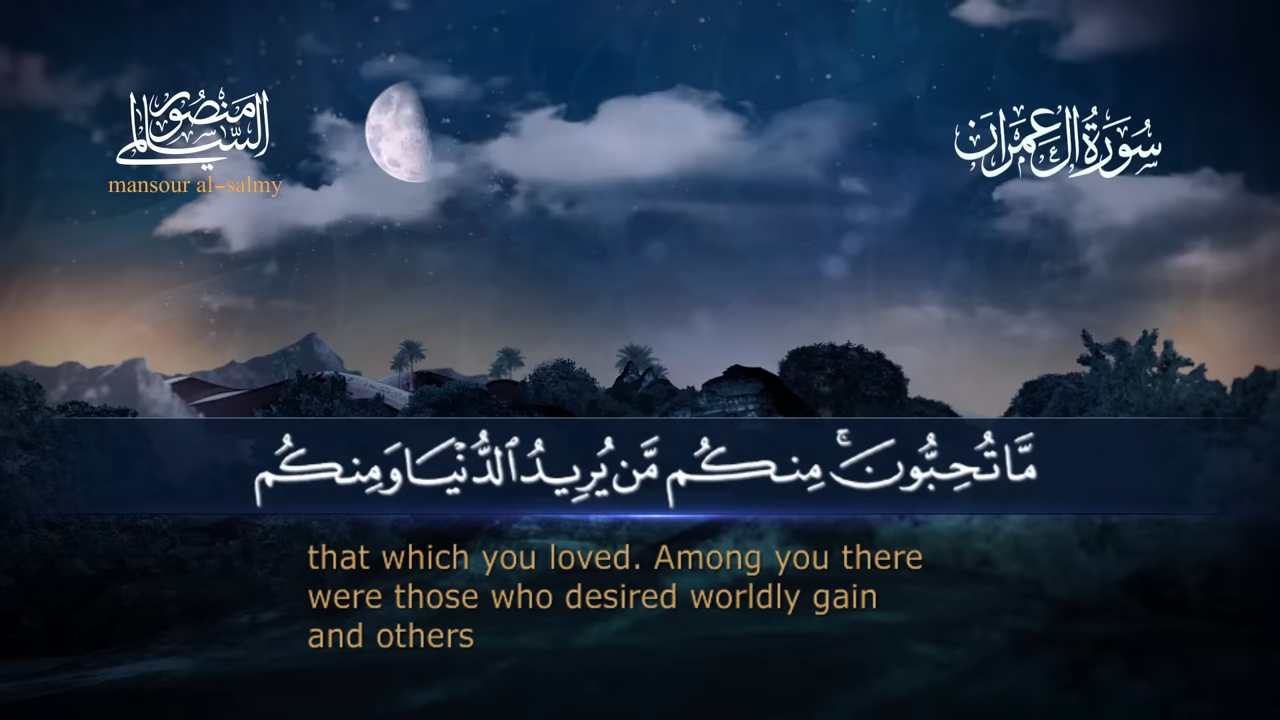 منصور
السالمي
mansour al-salmy
سُورَةُ آلِ عِمْرَان
مَّا تُحِبُّونَ ۚ مِنكُم مَّن يُرِيدُ ٱلدُّنْيَا وَمِنكُم
that which you loved. Among you there
were those who desired worldly gain
and others